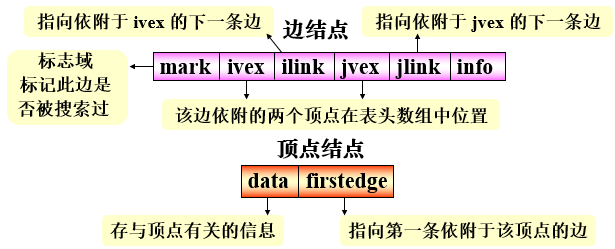 指向依附于 ivex 的下一条边
边结点
指向依附于 jvex 的下一条边
标志域
标记此边是
否被搜索过
mark ivex ilink jvex jlink info
该边依附的两个顶点在表头数组中位置
顶点结点
data firstedge
存与顶点有关的信息
指向第一条依附于该顶点的边